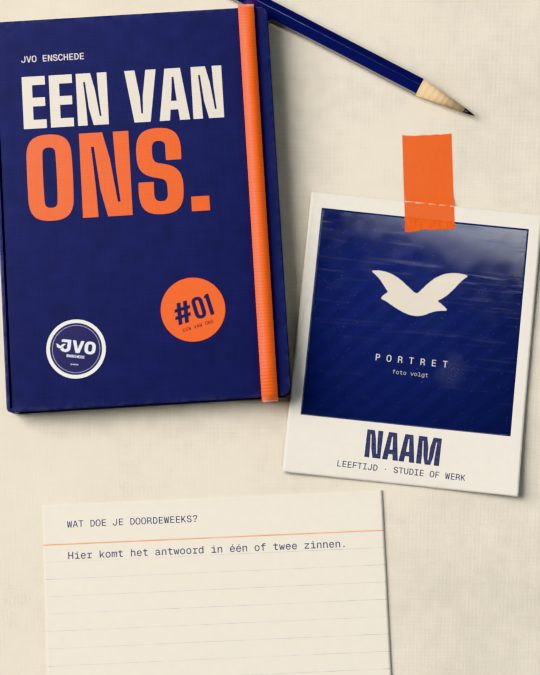 JVO ENSCHEDE
EEN VAN
ONS.
#01
EEN VAN ONS
JVO
ENSCHEDE
PORTRET
foto volgt
NAAM
LEEFTIJD · STUDIE OF WERK
WAT DOE JE DOORDEWEEKS?
Hier komt het antwoord in één of twee zinnen.